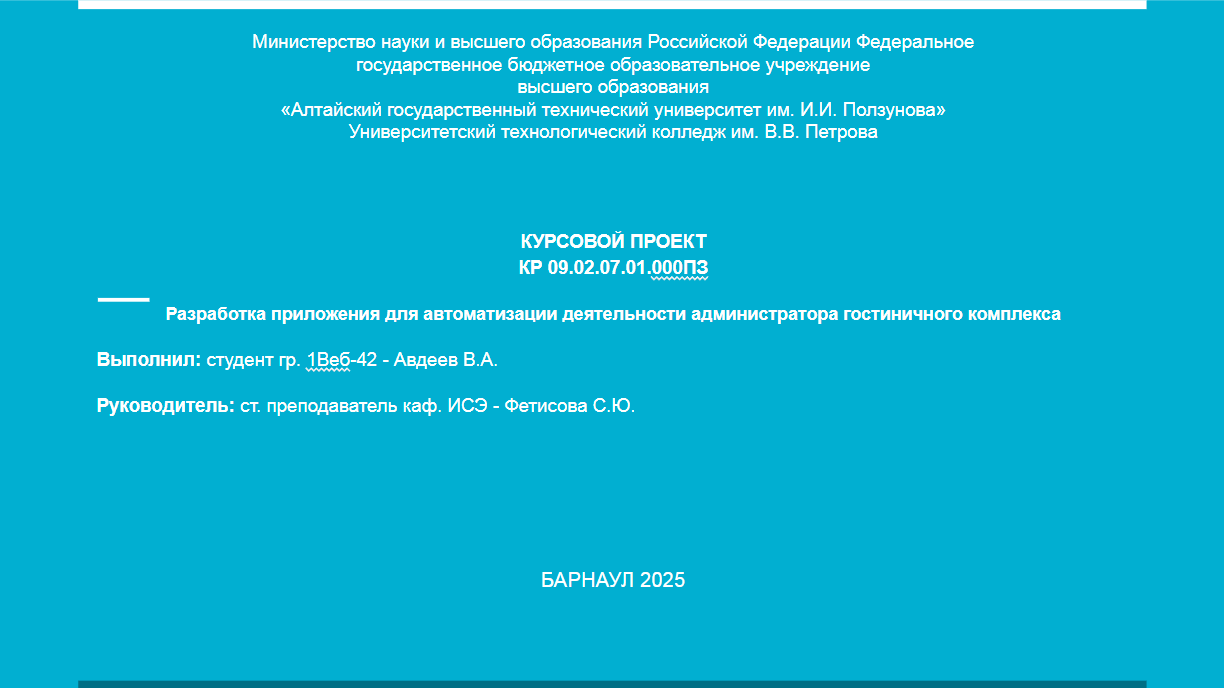 Министерство науки и высшего образования Российской Федерации Федеральное
государственное бюджетное образовательное учреждение
высшего образования
«Алтайский государственный технический университет им. И.И. Ползунова»
Университетский технологический колледж им. В.В. Петрова
КУРСОВОЙ ПРОЕКТ
КР 09.02.07.01.000ПЗ
Разработка приложения для автоматизации деятельности администратора гостиничного комплекса
Выполнил: студент гр. 1Веб-42 - Авдеев В.А.
Руководитель: ст. преподаватель каф. ИСЭ - Фетисова С.Ю.
БАРНАУЛ 2025